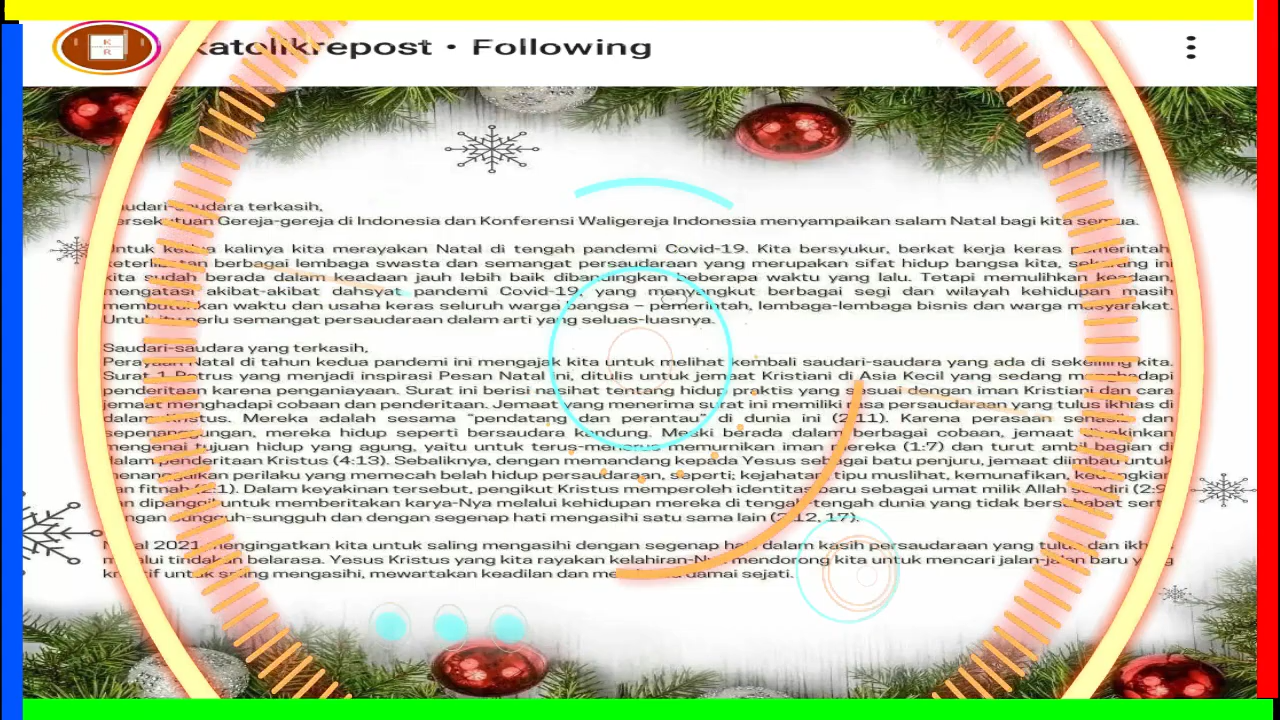 katolikrepost • Following
K
R
Saudari-saudara terkasih,
Persekutuan Gereja-gereja di Indonesia dan Konferensi Waligereja Indonesia menyampaikan salam Natal bagi kita semua.
Untuk kedua kalinya kita merayakan Natal di tengah pandemi Covid-19. Kita bersyukur, berkat kerja keras pemerintah
keterlibatan berbagai lembaga swasta dan semangat persaudaraan yang merupakan sifat hidup bangsa kita, sekarang ini
kita sudah berada dalam keadaan jauh lebih baik dibandingkan beberapa waktu yang lalu. Tetapi memulihkan keadaan,
mengatasi akibat-akibat dahsyat pandemi Covid-19, yang menyangkut berbagai segi dan wilayah kehidupan masih
membutuhkan waktu dan usaha keras seluruh warga bangsa – pemerintah, lembaga-lembaga bisnis dan warga masyarakat.
Untuk itu perlu semangat persaudaraan dalam arti yang seluas-luasnya.
Saudari-saudara yang terkasih,
Perayaan Natal di tahun kedua pandemi ini mengajak kita untuk melihat kembali saudari-saudara yang ada di sekeliling kita.
Surat 1 Petrus yang menjadi inspirasi Pesan Natal ini, ditulis untuk jemaat Kristiani di Asia Kecil yang sedang menghadapi
penderitaan karena penganiayaan. Surat ini berisi nasihat tentang hidup praktis yang sesuai dengan iman Kristiani dan cara
jemaat menghadapi cobaan dan penderitaan. Jemaat yang menerima surat ini memiliki rasa persaudaraan yang tulus ikhlas di
dalam Kristus. Mereka adalah sesama “pendatang dan perantau” di dunia ini (2:11). Karena perasaan senasib dan
sepenanggungan, mereka hidup seperti bersaudara kandung. Meski berada dalam berbagai cobaan, jemaat diyakinkan
mengenai tujuan hidup yang agung, yaitu untuk terus-menerus memurnikan iman mereka (1:7) dan turut ambil bagian di
dalam penderitaan Kristus (4:13). Sebaliknya, dengan memandang kepada Yesus sebagai batu penjuru, jemaat diimbau untuk
menanggalkan perilaku yang memecah belah hidup persaudaraan, seperti; kejahatan, tipu muslihat, kemunafikan, kedengkian
dan fitnah (2:1). Dalam keyakinan tersebut, pengikut Kristus memperoleh identitas baru sebagai umat milik Allah sendiri (2:9
dan dipanggil untuk memberitakan karya-Nya melalui kehidupan mereka di tengah-tengah dunia yang tidak bersahabat serta
dengan sungguh-sungguh dan dengan segenap hati mengasihi satu sama lain (2:12, 17).
Natal 2021 mengingatkan kita untuk saling mengasihi dengan segenap hati dalam kasih persaudaraan yang tulus dan ikhlas
melalui tindakan belarasa. Yesus Kristus yang kita rayakan kelahiran-Nya mendorong kita untuk mencari jalan-jalan baru yang
kreatif untuk saling mengasihi, mewartakan keadilan dan damai sejati.